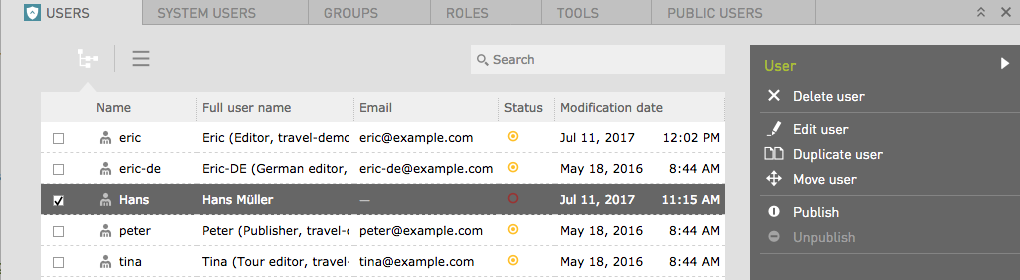 USERS SYSTEM USERS GROUPS ROLES TOOLS PUBLIC USERS
Search
Name Full user name Email Status Modification date
eric Eric (Editor, travel-demo eric@example.com Jul 11, 2017 12:02 PM
eric-de Eric-DE (German editor, eric-de@example.com May 18, 2016 8:44 AM
Hans Hans Müller — Jul 11, 2017 11:15 AM
peter Peter (Publisher, travel- peter@example.com May 18, 2016 8:44 AM
tina Tina (Tour editor, travel- tina@example.com May 18, 2016 8:44 AM
User
Delete user
Edit user
Duplicate user
Move user
Publish
Unpublish